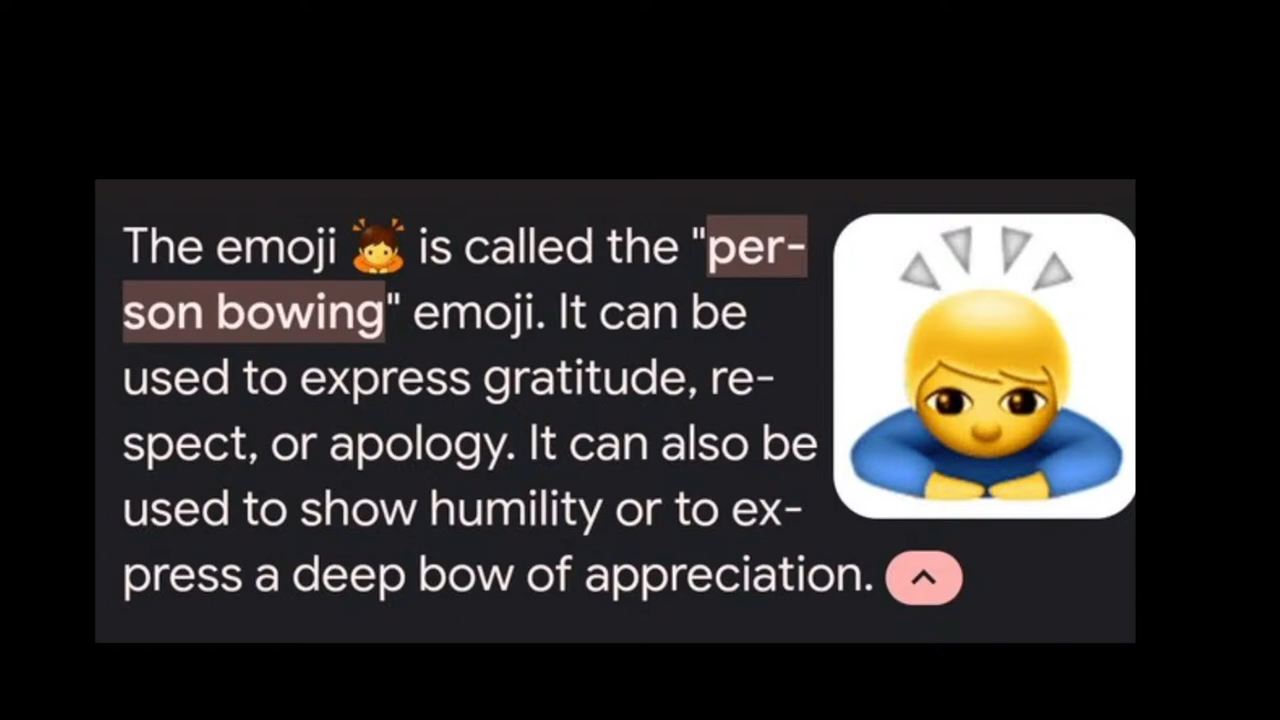 The emoji 🙇 is called the "per-
son bowing" emoji. It can be
used to express gratitude, re-
spect, or apology. It can also be
used to show humility or to ex-
press a deep bow of appreciation.